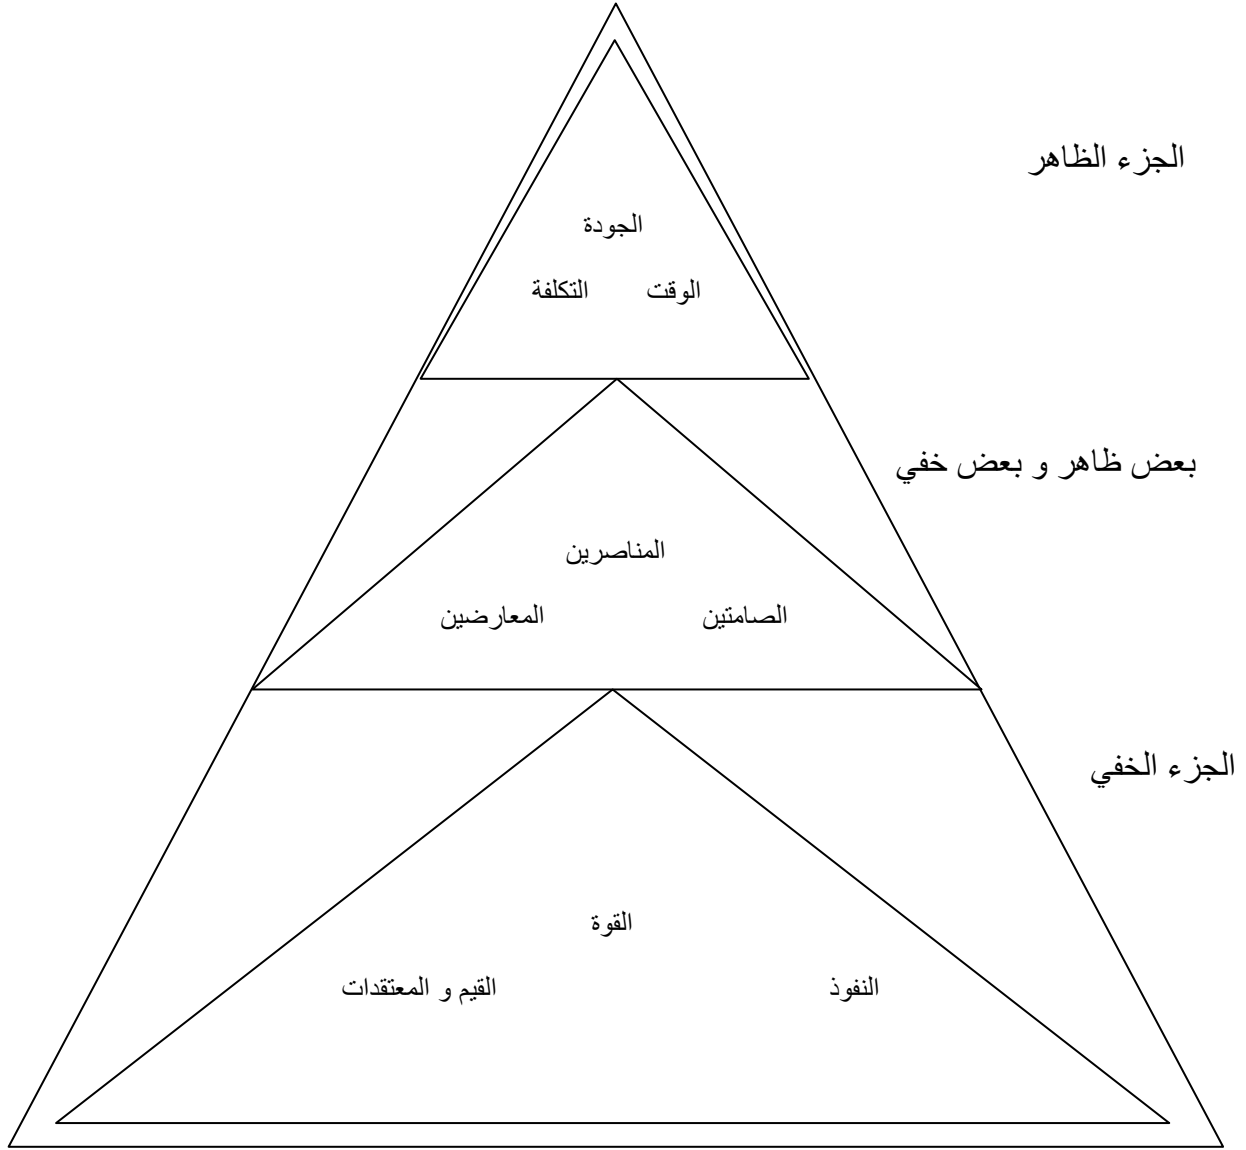 الجزء الظاهر
الجودة
الوقت
التكلفة
بعض ظاهر و بعض خفي
المناصرين
الصامتين
المعارضين
الجزء الخفي
القوة
النفوذ
القيم و المعتقدات